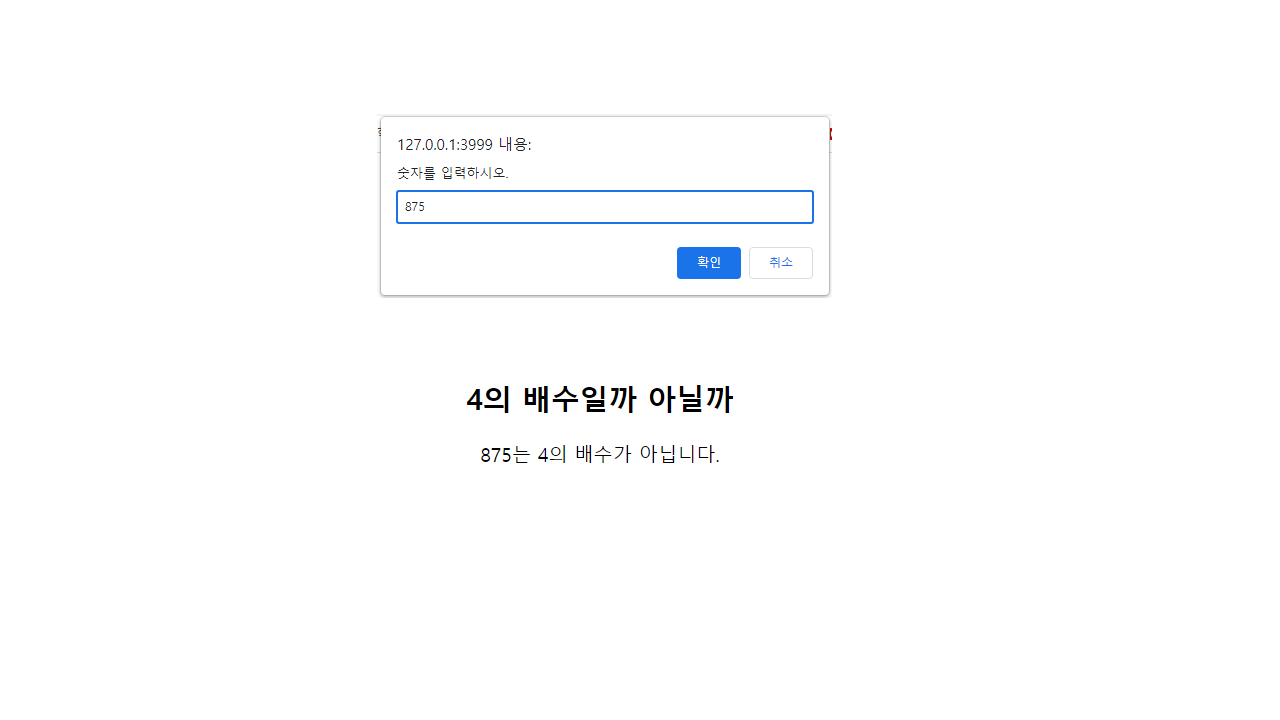 127.0.0.1:3999 내용:
숫자를 입력하시오.
875
확인 취소
4의 배수일까 아닐까
875는 4의 배수가 아닙니다.